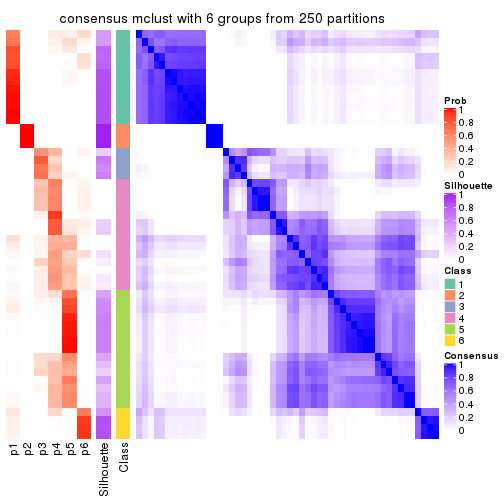 consensus mclust with 6 groups from 250 partitions
Prob
1
0.8
0.6
0.4
0.2
0
Silhouette
1
0.8
0.6
0.4
0.2
0
Class
1
2
3
4
5
6
Consensus
1
0.8
0.6
0.4
0.2
0
p1
p2
p3
p4
p5
p6
Silhouette
Class